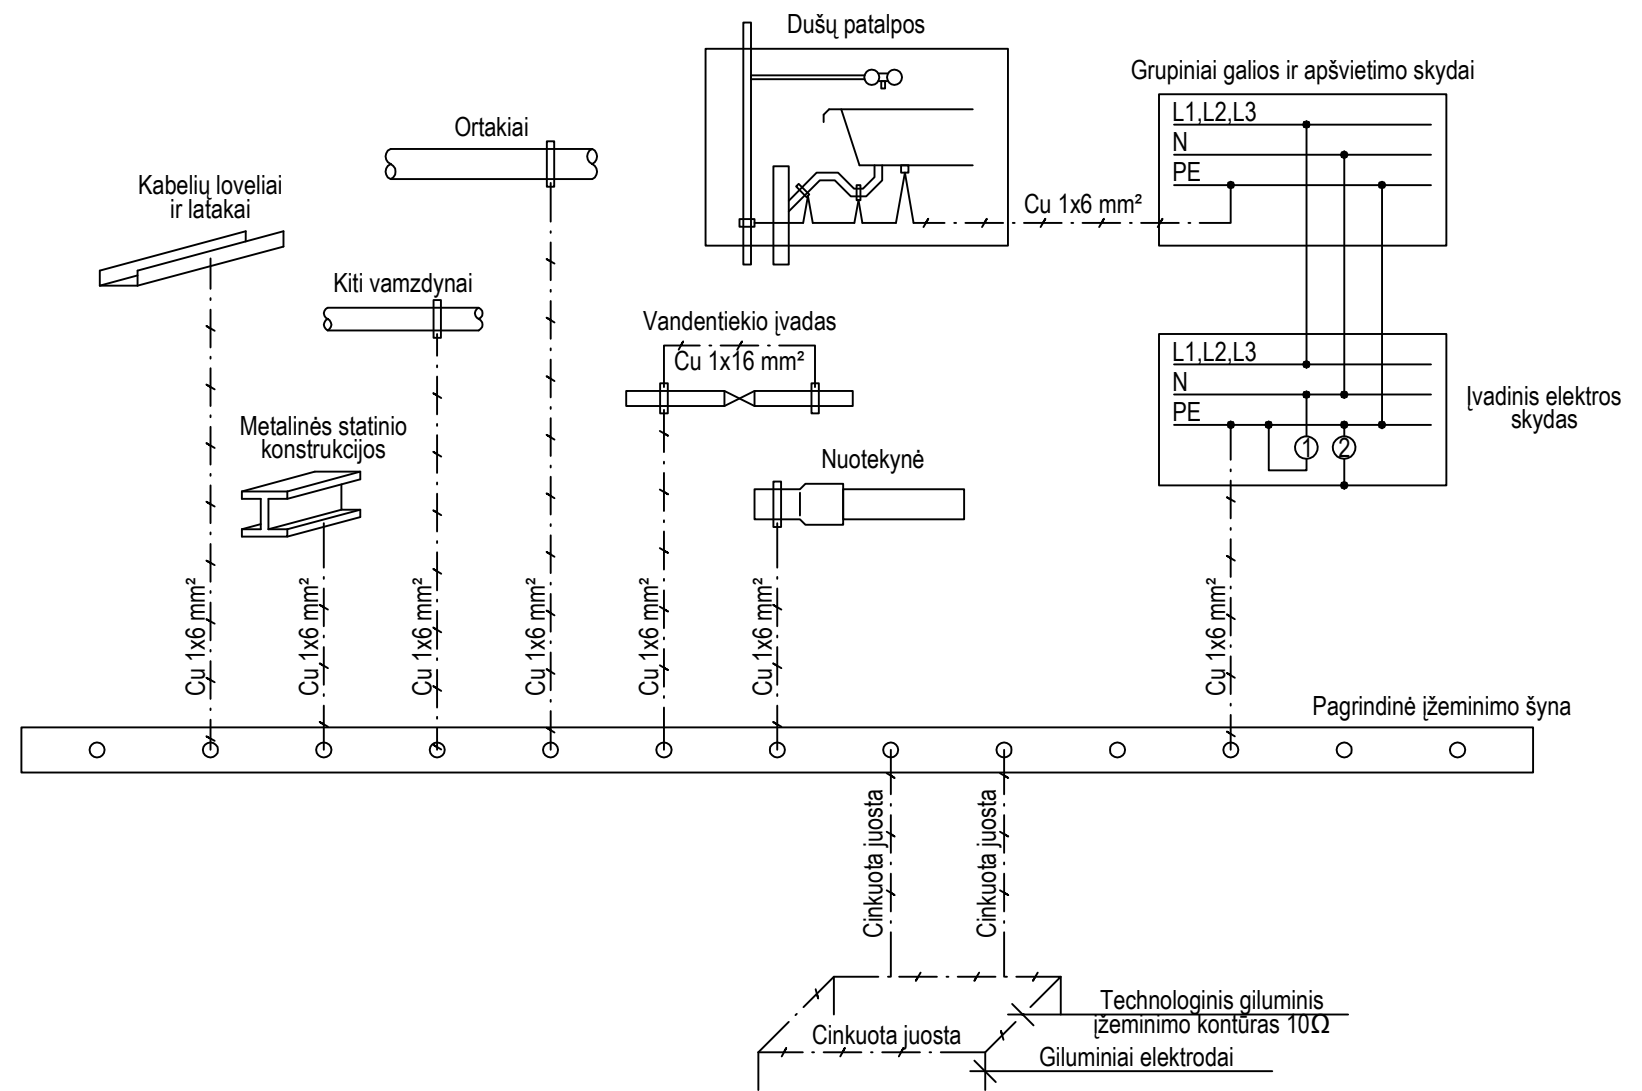 Dušų patalpos
Grupiniai galios ir apšvietimo skydai
L1,L2,L3
N
PE
Ortakiai
Kabelių loveliai
ir latakai
Cu 1x6 mm²
Kiti vamzdynai
Vandentiekio įvadas
Cu 1x16 mm²
L1,L2,L3
N
PE
1
2
Įvadinis elektros
skydas
Metalinės statinio
konstrukcijos
Nuotekynė
Cu 1x6 mm²
Cu 1x6 mm²
Cu 1x6 mm²
Cu 1x6 mm²
Cu 1x6 mm²
Cu 1x6 mm²
Cu 1x6 mm²
Pagrindinė įžeminimo šyna
Cinkuota juosta
Cinkuota juosta
Technologinis giluminis
įžeminimo kontūras 10Ω
Cinkuota juosta
Giluminiai elektrodai